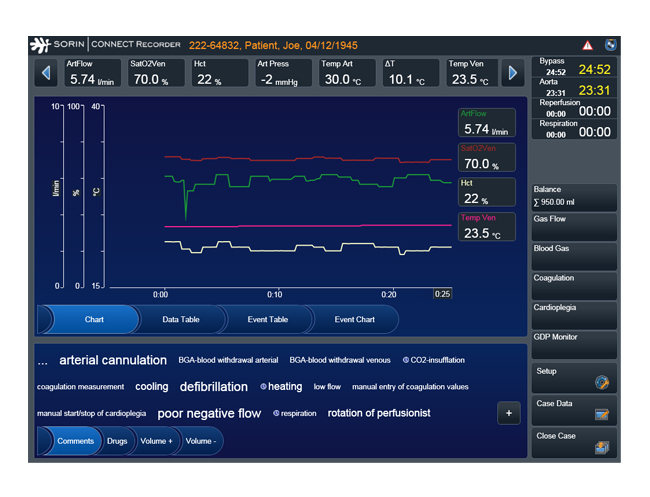 SORIN CONNECT RECORDER 222-64832, Patient, Joe, 04/12/1945
ArtFlow SatO2Ven Hct Art Press Temp Art ΔT Temp Ven
5.74 l/min 70.0 % 22 % -2 mmHg 30.0 °C 10.1 °C 23.5 °C
Bypass
24:52 24:52
Aorta
23:31 23:31
Reperfusion
00:00 00:00
Respiration
00:00 00:00
10 100 40
l/min % °C
0 0 15
0:00 0:10 0:20 0:25
ArtFlow
5.74 l/min
SatO2Ven
70.0 %
Hct
22 %
Temp Ven
23.5 °C
Balance
∑ 950.00 ml
Gas Flow
Blood Gas
Coagulation
Cardioplegia
GDP Monitor
Setup
Case Data
Close Case
Chart Data Table Event Table Event Chart
... arterial cannulation BGA-blood withdrawal arterial BGA-blood withdrawal venous CO2-insufflation
coagulation measurement cooling defibrillation heating low flow manual entry of coagulation values
manual start/stop of cardioplegia poor negative flow respiration rotation of perfusionist +
Comments Drugs Volume + Volume -